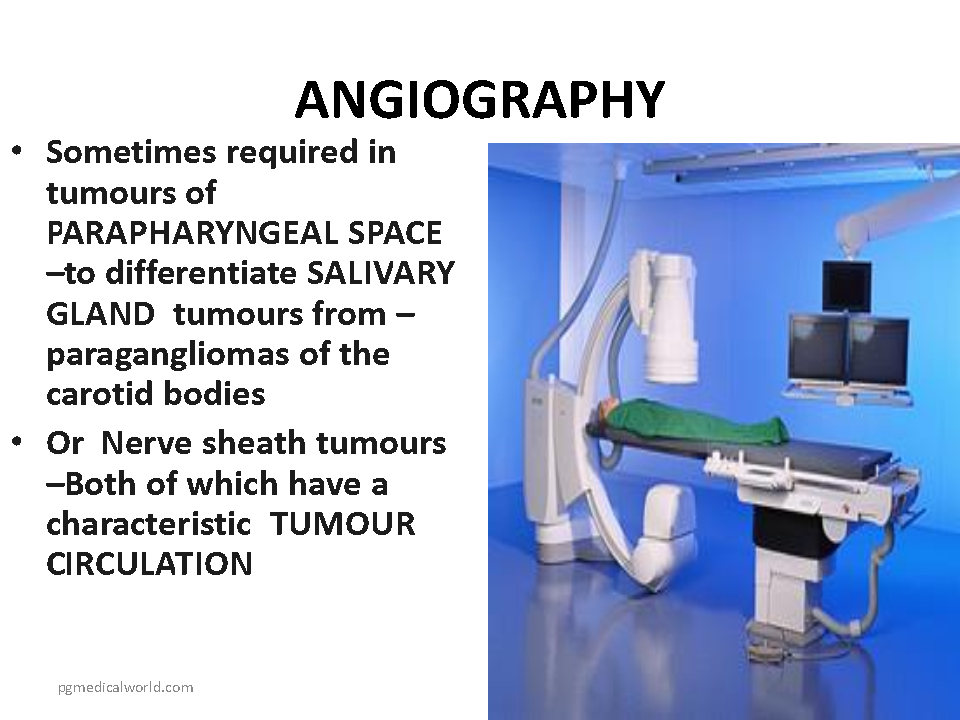 ANGIOGRAPHY
• Sometimes required in
tumours of
PARAPHARYNGEAL SPACE
–to differentiate SALIVARY
GLAND tumours from –
paragangliomas of the
carotid bodies
• Or Nerve sheath tumours
–Both of which have a
characteristic TUMOUR
CIRCULATION
pgmedicalworld.com